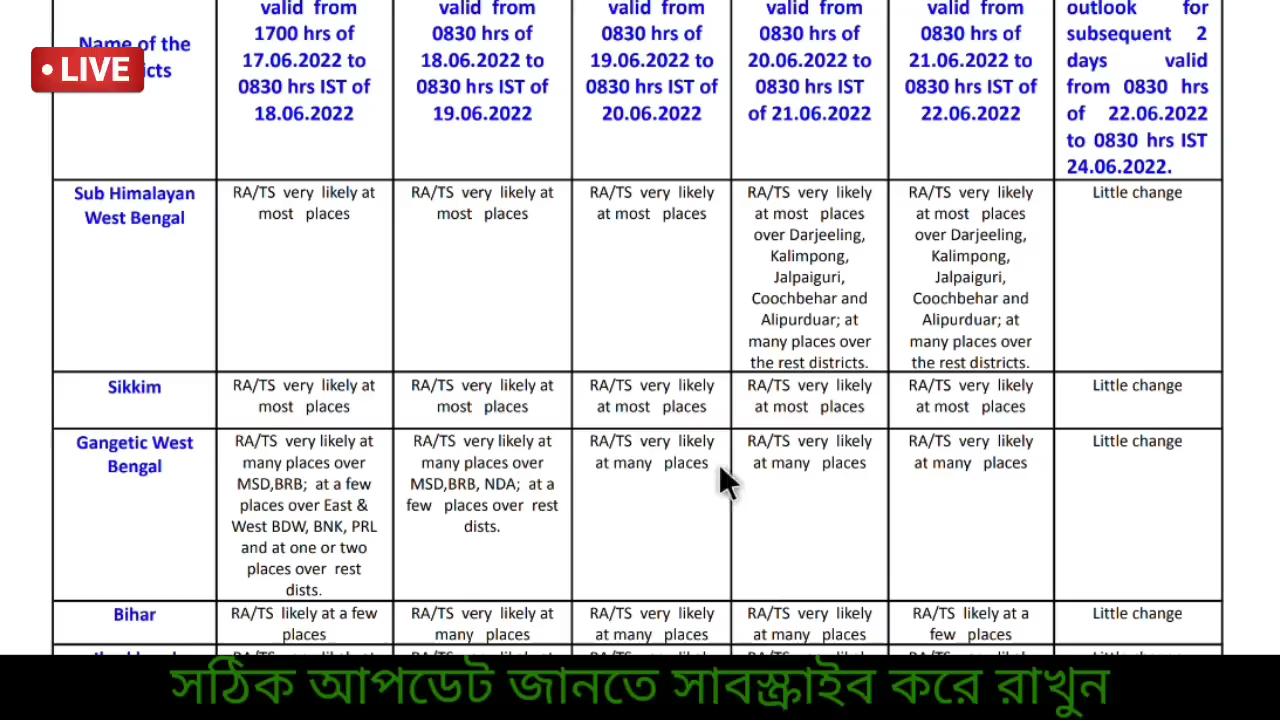 Name of the
• LIVE
icts
valid from
1700 hrs of
17.06.2022 to
0830 hrs IST of
18.06.2022
valid from
0830 hrs of
18.06.2022 to
0830 hrs IST of
19.06.2022
valid from
0830 hrs of
19.06.2022 to
0830 hrs IST of
20.06.2022
valid from
0830 hrs of
20.06.2022 to
0830 hrs IST
of 21.06.2022
valid from
0830 hrs of
21.06.2022 to
0830 hrs IST of
22.06.2022
outlook for
subsequent 2
days valid
from 0830 hrs
of 22.06.2022
to 0830 hrs IST
24.06.2022.
Sub Himalayan
West Bengal
RA/TS very likely at
most places
RA/TS very likely at
most places
RA/TS very likely
at most places
RA/TS very likely
at most places
over Darjeeling,
Kalimpong,
Jalpaiguri,
Coochbehar and
Alipurduar; at
many places over
the rest districts.
RA/TS very likely
at most places
over Darjeeling,
Kalimpong,
Jalpaiguri,
Coochbehar and
Alipurduar; at
many places over
the rest districts.
Little change
Sikkim
RA/TS very likely at
most places
RA/TS very likely at
most places
RA/TS very likely
at most places
RA/TS very likely
at most places
RA/TS very likely
at most places
Little change
Gangetic West
Bengal
RA/TS very likely at
many places over
MSD,BRB; at a few
places over East &
West BDW, BNK, PRL
and at one or two
places over rest
dists.
RA/TS very likely at
many places over
MSD,BRB, NDA; at a
few places over rest
dists.
RA/TS very likely
at many places
RA/TS very likely
at many places
RA/TS very likely
at many places
Little change
Bihar
RA/TS likely at a few
places
RA/TS very likely at
many places
RA/TS very likely
at many places
RA/TS very likely
at many places
RA/TS likely at a
few places
Little change
সঠিক আপডেট জানতে সাবস্ক্রাইব করে রাখুন